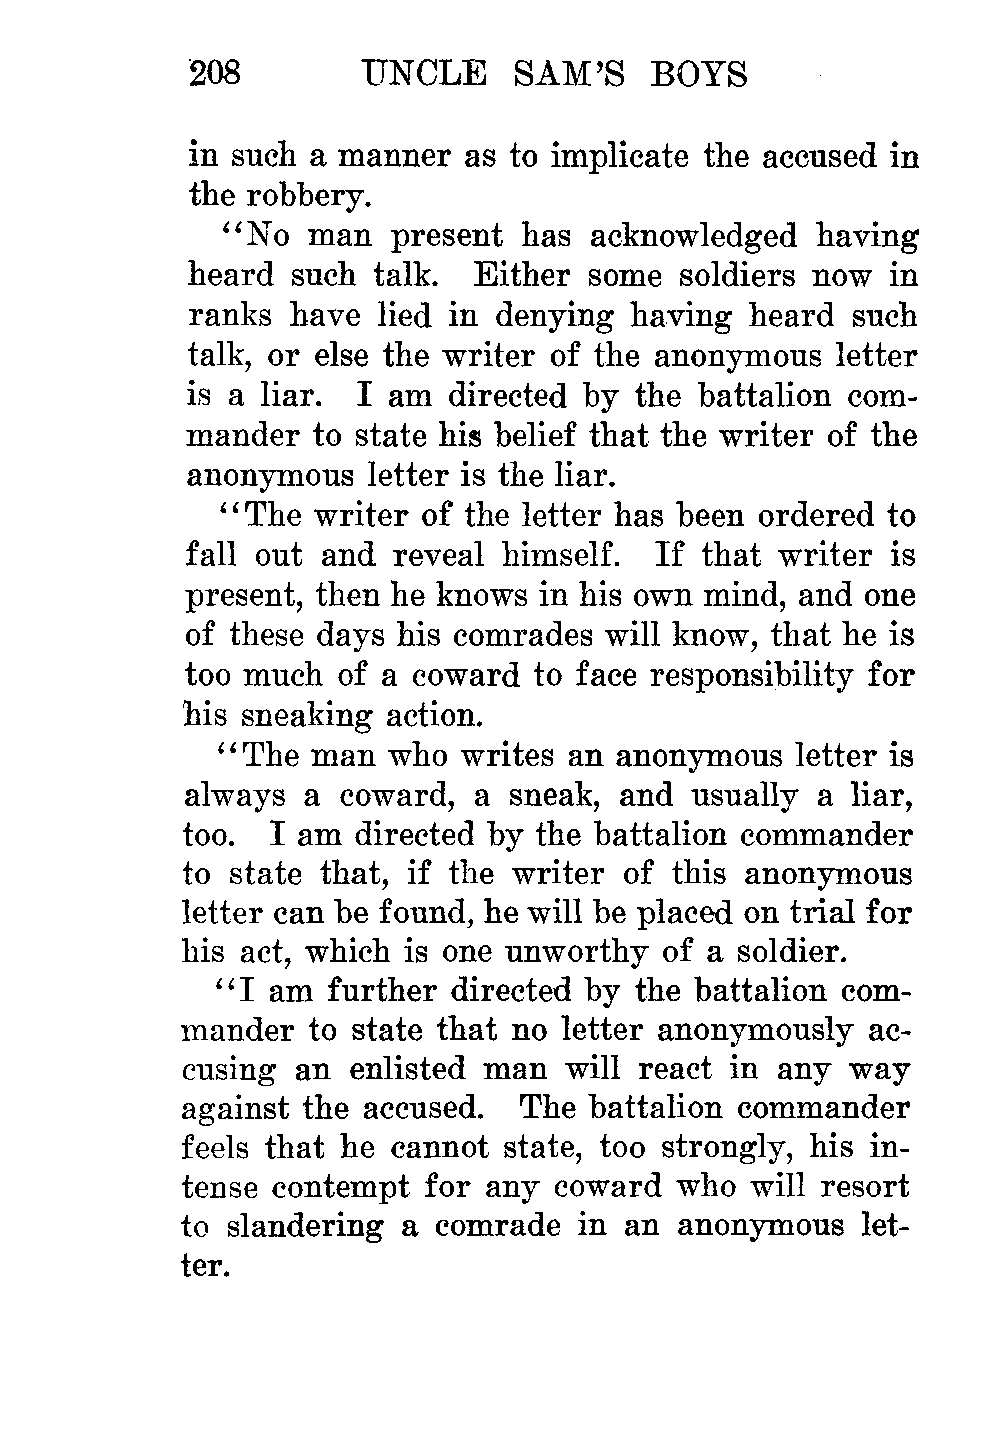 208 UNCLE SAM'S BOYS
in such a manner as to implicate the accused in
the robbery.
"No man present has acknowledged having
heard such talk. Either some soldiers now in
ranks have lied in denying having heard such
talk, or else the writer of the anonymous letter
is a liar. I am directed by the battalion com-
mander to state his belief that the writer of the
anonymous letter is the liar.
"The writer of the letter has been ordered to
fall out and reveal himself. If that writer is
present, then he knows in his own mind, and one
of these days his comrades will know, that he is
too much of a coward to face responsibility for
his sneaking action.
"The man who writes an anonymous letter is
always a coward, a sneak, and usually a liar,
too. I am directed by the battalion commander
to state that, if the writer of this anonymous
letter can be found, he will be placed on trial for
his act, which is one unworthy of a soldier.
"I am further directed by the battalion com-
mander to state that no letter anonymously ac-
cusing an enlisted man will react in any way
against the accused. The battalion commander
feels that he cannot state, too strongly, his in-
tense contempt for any coward who will resort
to slandering a comrade in an anonymous let-
ter.